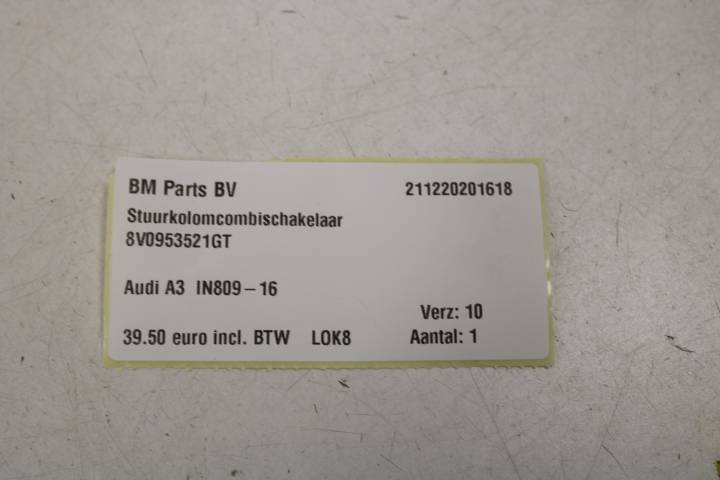 BM Parts BV 211220201618
Stuurkolomcombischakelaar
8V0953521GT
Audi A3 IN809-16
Verz: 10
39.50 euro incl. BTW LOK8 Aantal: 1